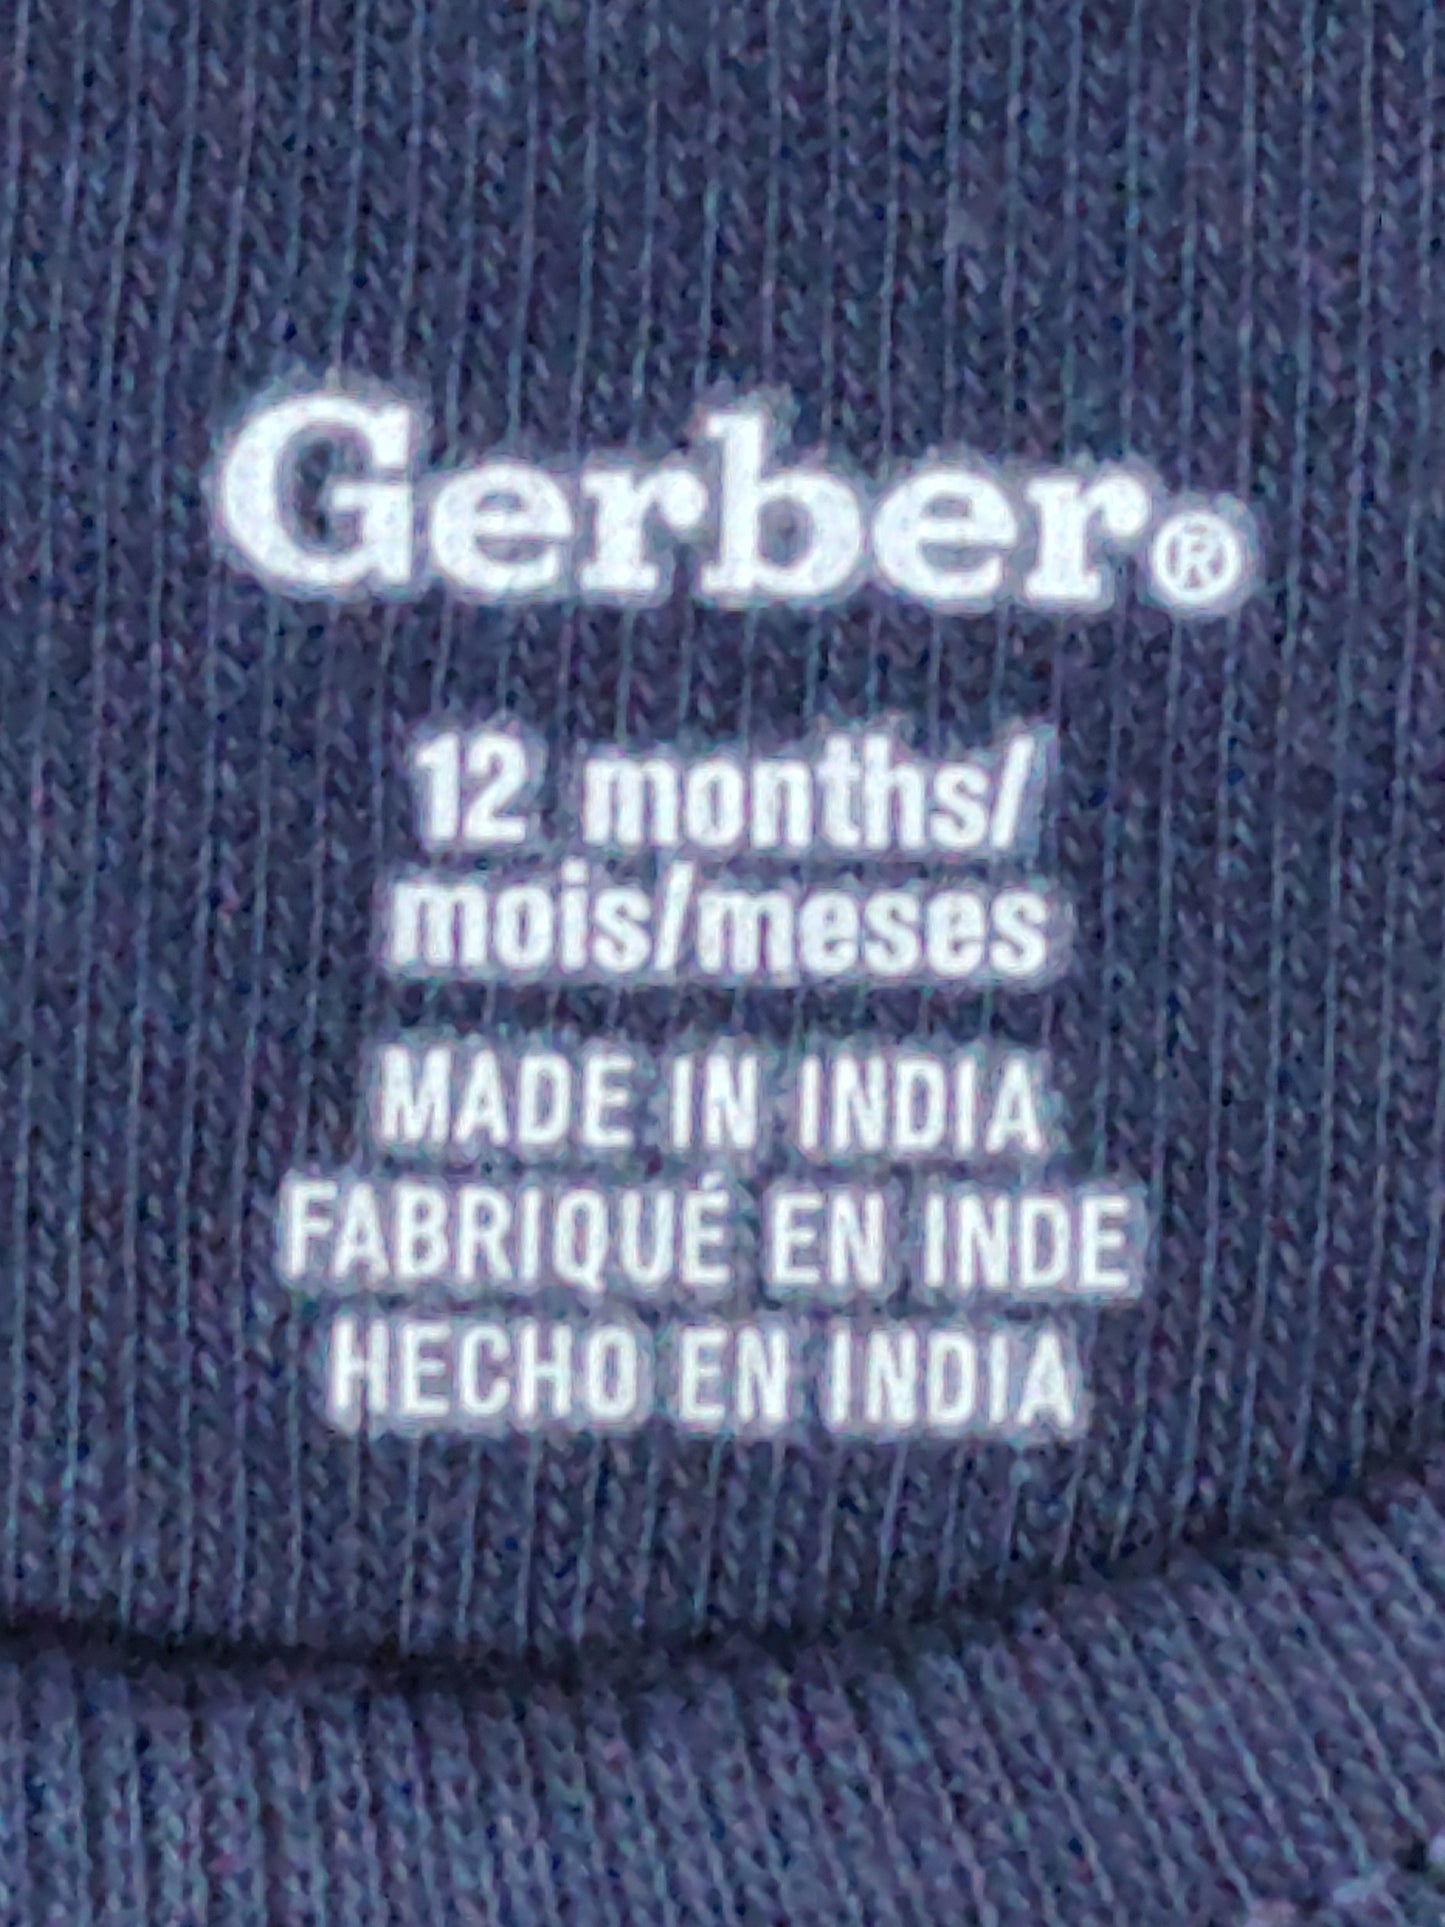 Gerber®
12 months/
mois/meses
MADE IN INDIA
FABRIQUÉ EN INDE
HECHO EN INDIA